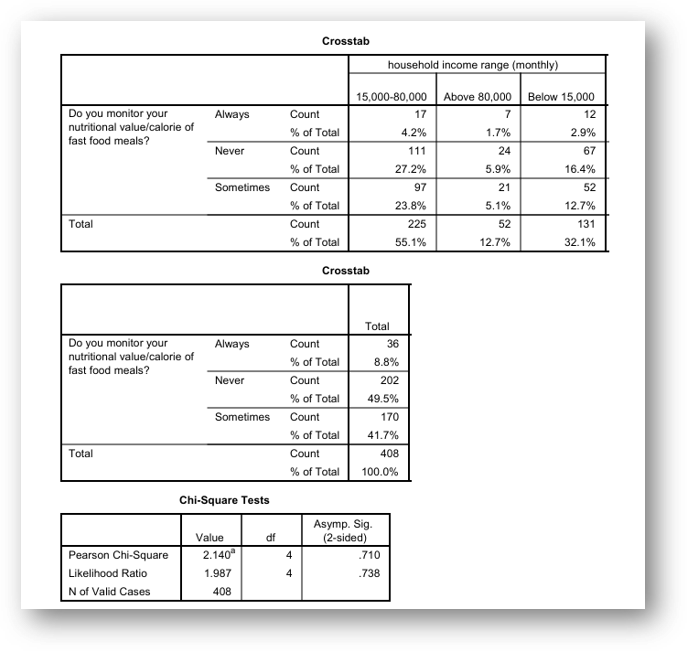 Crosstab
household income range (monthly)
15,000-80,000 Above 80,000 Below 15,000
Do you monitor your nutritional value/calorie of fast food meals? Always Count 17 7 12
% of Total 4.2% 1.7% 2.9%
Never Count 111 24 67
% of Total 27.2% 5.9% 16.4%
Sometimes Count 97 21 52
% of Total 23.8% 5.1% 12.7%
Total Count 225 52 131
% of Total 55.1% 12.7% 32.1%
Crosstab
Total
Do you monitor your nutritional value/calorie of fast food meals? Always Count 36
% of Total 8.8%
Never Count 202
% of Total 49.5%
Sometimes Count 170
% of Total 41.7%
Total Count 408
% of Total 100.0%
Chi-Square Tests
Value df Asymp. Sig. (2-sided)
Pearson Chi-Square 2.140a 4 .710
Likelihood Ratio 1.987 4 .738
N of Valid Cases 408